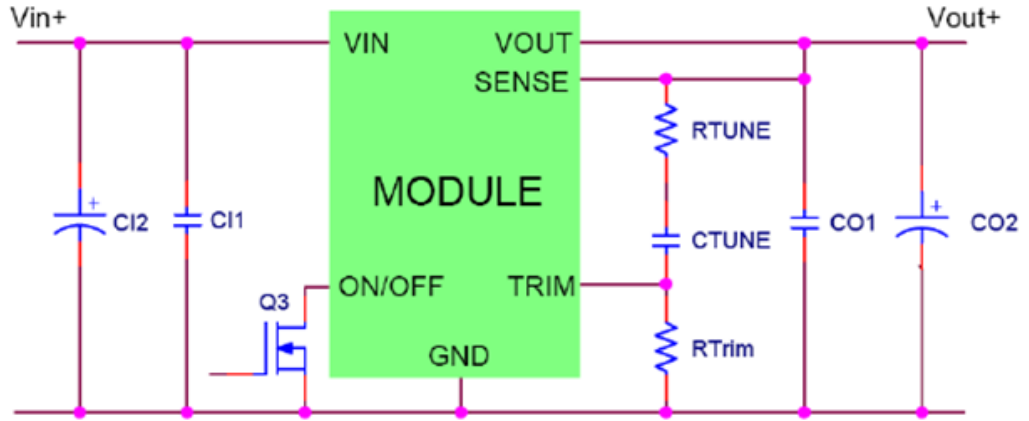 Vin+
Vout+
VIN
VOUT
SENSE
RTUNE
MODULE
+
CI2
CI1
CTUNE
CO1
+
CO2
ON/OFF
TRIM
Q3
RTrim
GND